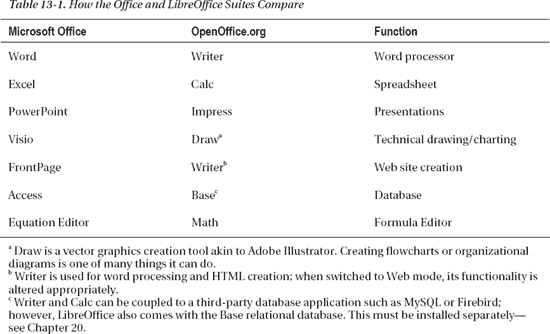 Table 13-1. How the Office and LibreOffice Suites Compare
Microsoft Office OpenOffice.org Function
Word Writer Word processor
Excel Calc Spreadsheet
PowerPoint Impress Presentations
Visio Draw^a Technical drawing/charting
FrontPage Writer^b Web site creation
Access Base^c Database
Equation Editor Math Formula Editor
^a Draw is a vector graphics creation tool akin to Adobe Illustrator. Creating flowcharts or organizational
diagrams is one of many things it can do.
^b Writer is used for word processing and HTML creation; when switched to Web mode, its functionality is
altered appropriately.
^c Writer and Calc can be coupled to a third-party database application such as MySQL or Firebird;
however, LibreOffice also comes with the Base relational database. This must be installed separately—
see Chapter 20.